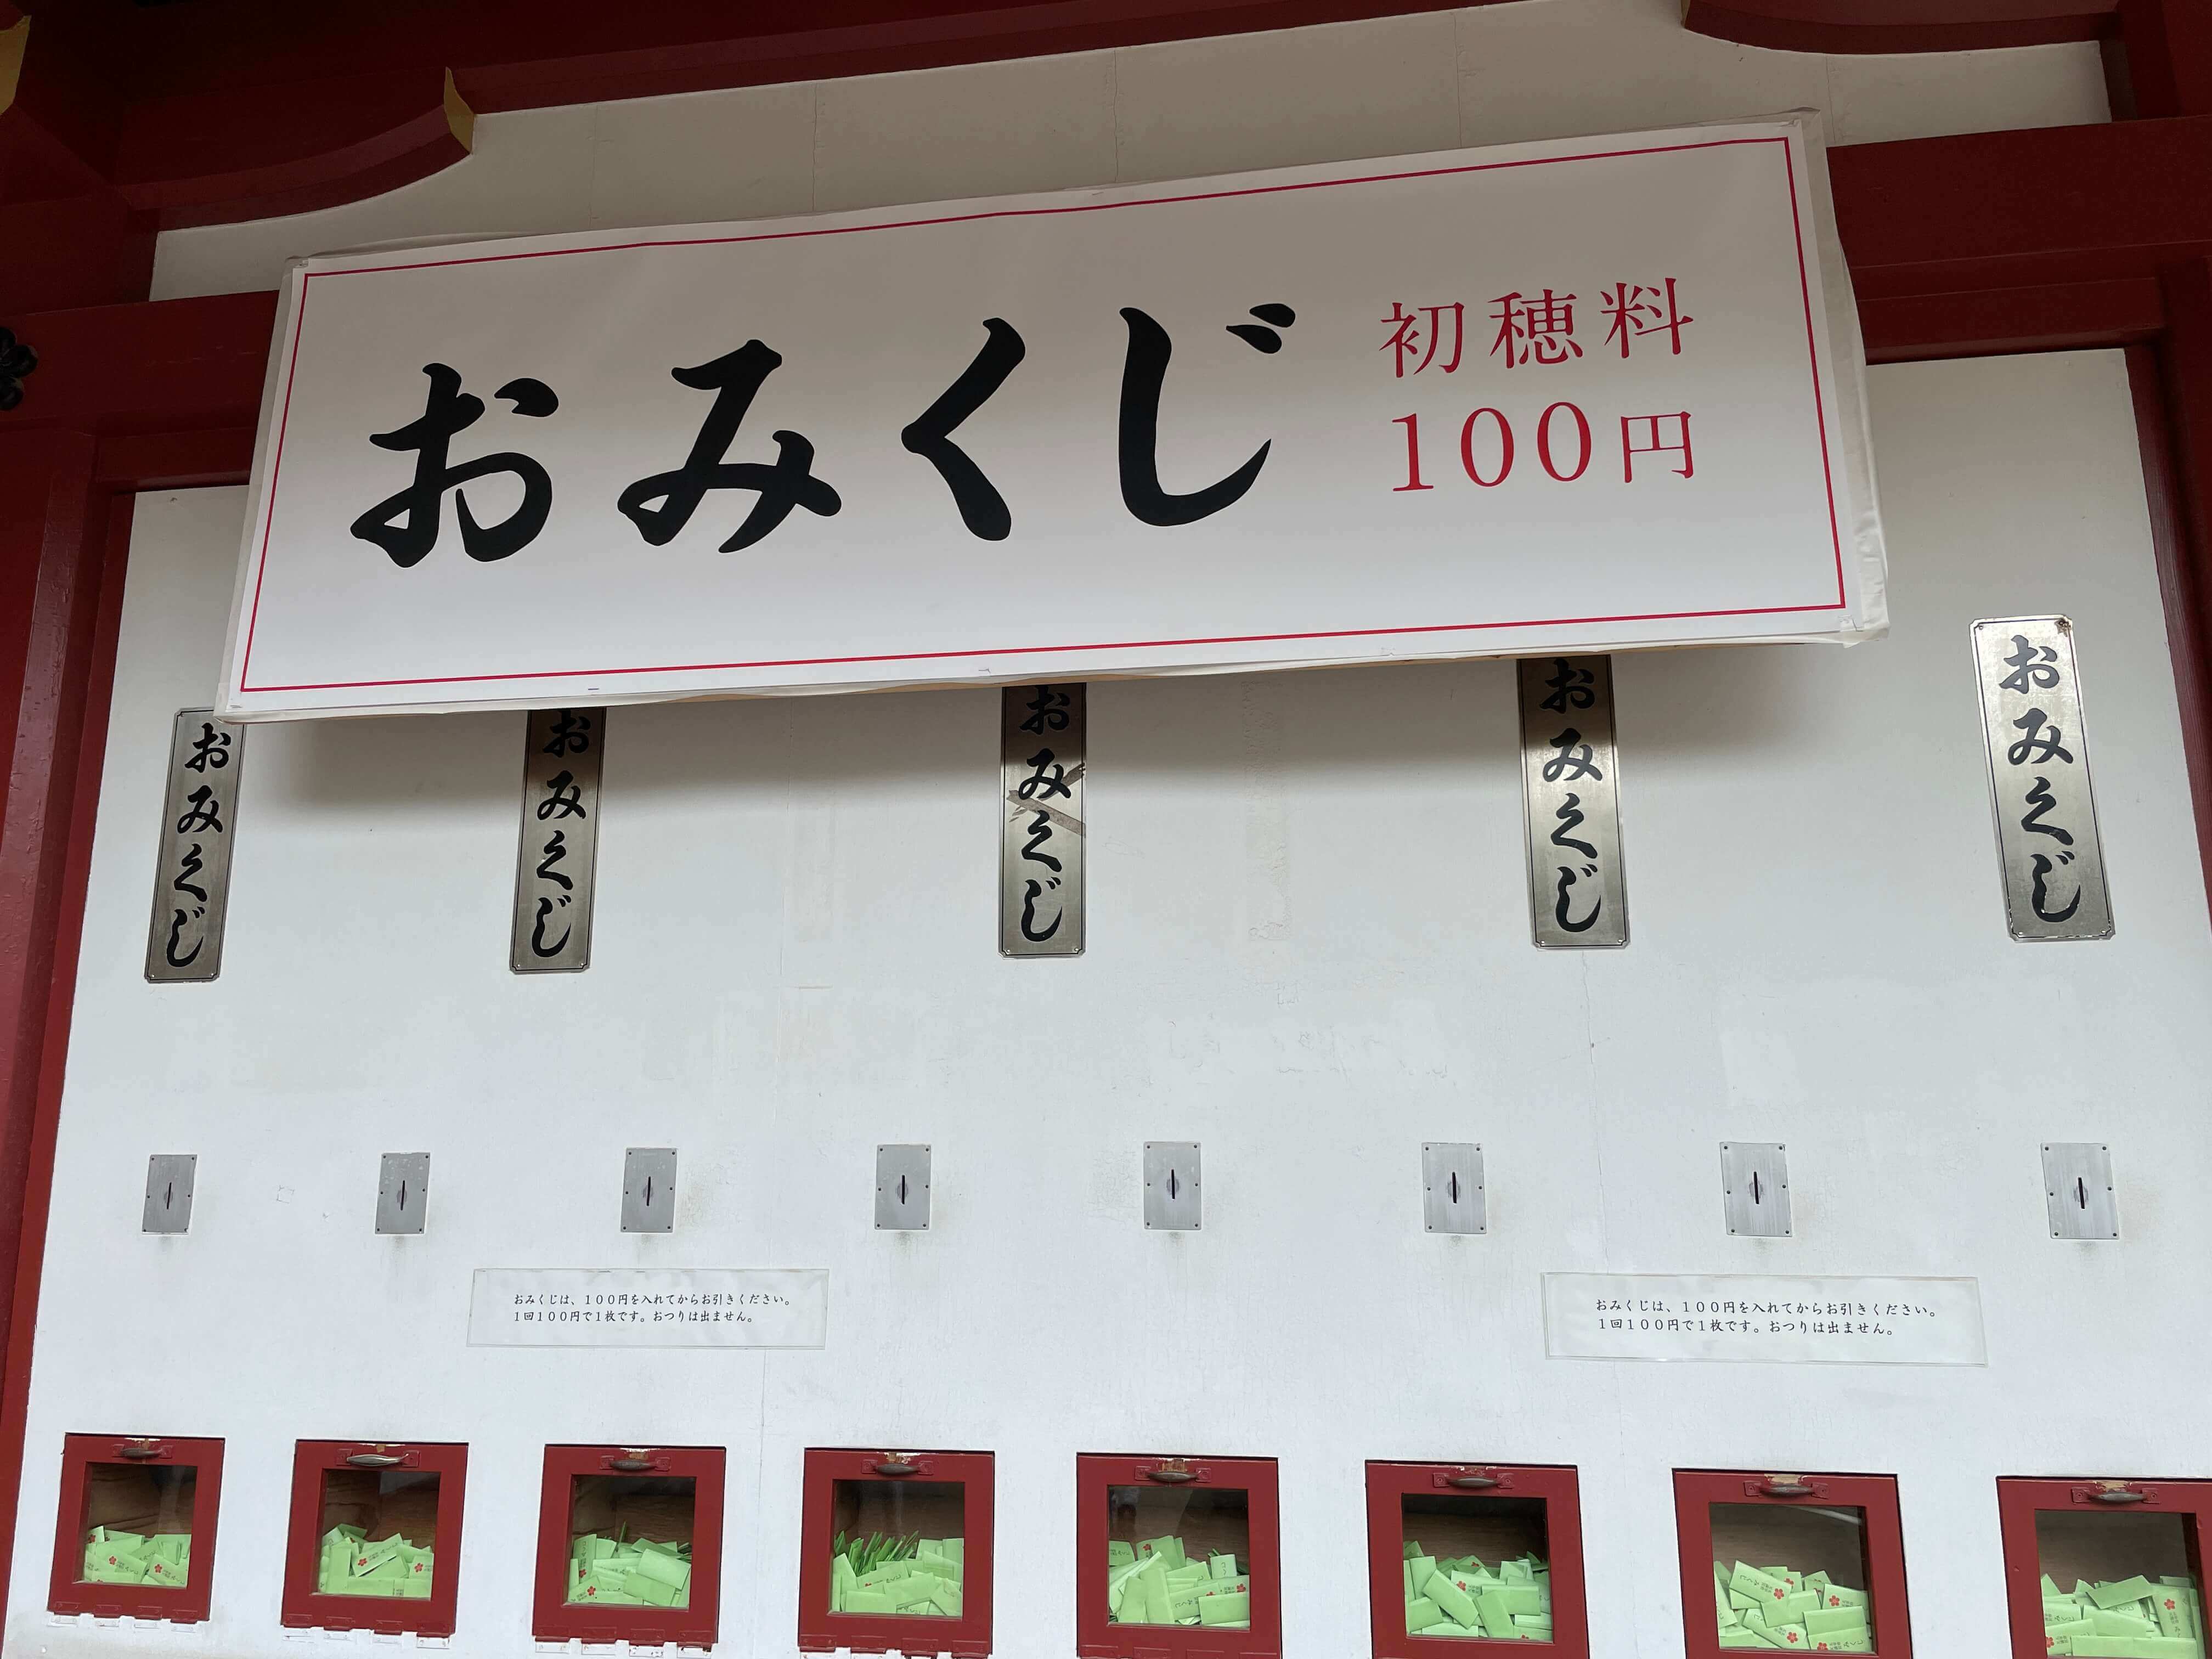 おみくじ
初穂料
100円
おみくじ
おみくじ
おみくじ
おみくじ
おみくじ
おみくじは、１００円を入れてからお引きください。
１回１００円で１枚です。おつりは出ません。
おみくじは、１００円を入れてからお引きください。
１回１００円で１枚です。おつりは出ません。